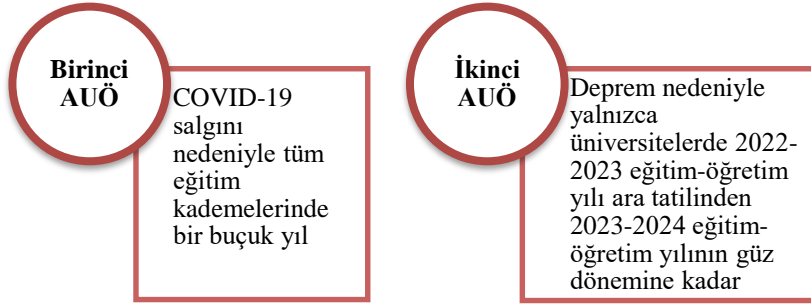 Birinci
AUÖ
COVID-19
salgını
nedeniyle tüm
eğitim
kademelerinde
bir buçuk yıl
İkinci
AUÖ
Deprem nedeniyle
yalnızca
üniversitelerde 2022-
2023 eğitim-öğretim
yılı ara tatilinden
2023-2024 eğitim-
öğretim yılının güz
dönemine kadar